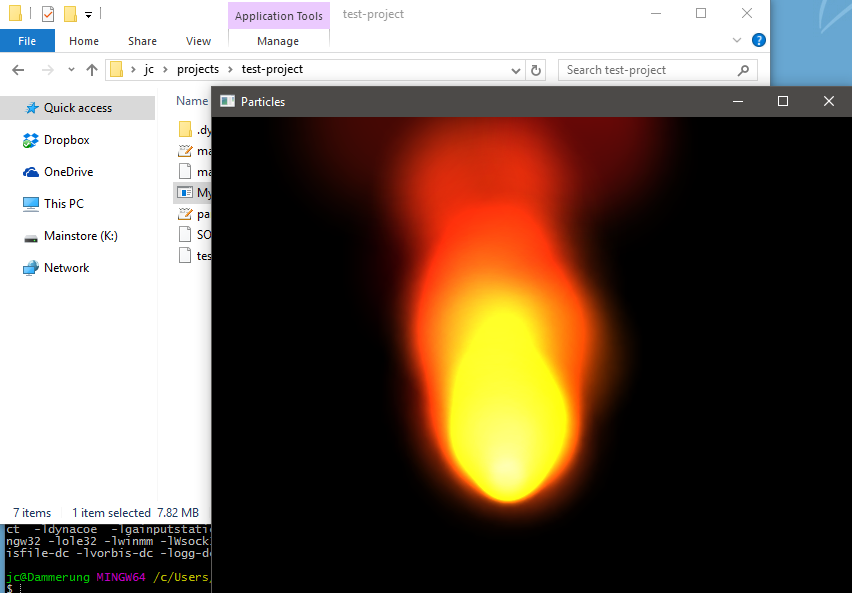 Application Tools
test-project
File
Home
Share
View
Manage
jc
projects
test-project
Search test-project
Name
Particles
Quick access
Dropbox
OneDrive
This PC
Mainstore (K:)
Network
.dy
ma
ma
My
pa
SO
tes
7 items
1 item selected 7.82 MB
ct -ldynacoe -lgainputstati
ngw32 -lole32 -lwinmm -lWsock
isfile-dc -lvorbis-dc -logg-d
jc@Dammerung MINGW64 /c/Users/
$